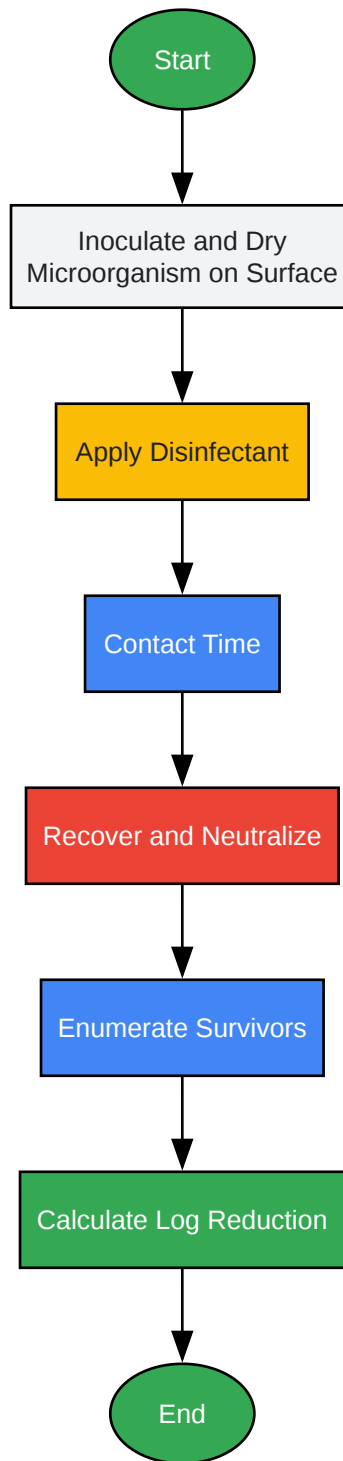 Start
Inoculate and Dry
Microorganism on Surface
Apply Disinfectant
Contact Time
Recover and Neutralize
Enumerate Survivors
Calculate Log Reduction
End